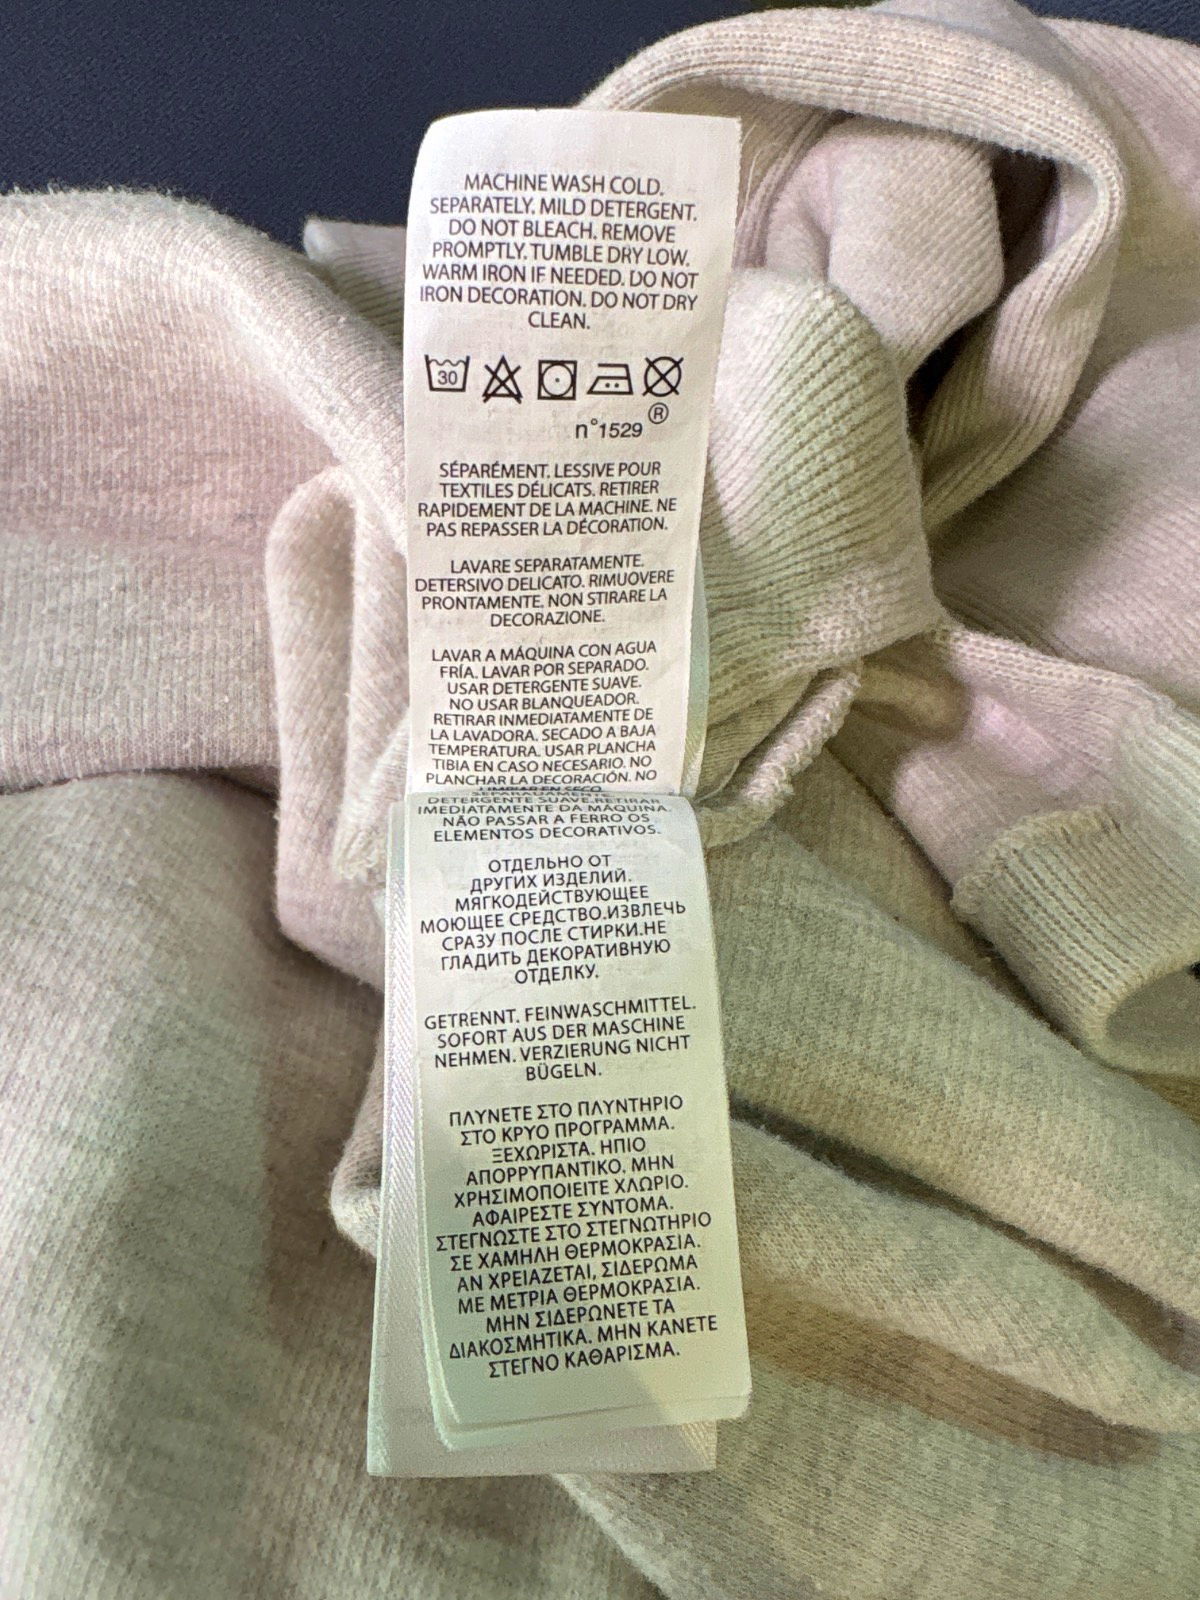 MACHINE WASH COLD.
SEPARATELY. MILD DETERGENT.
DO NOT BLEACH. REMOVE
PROMPTLY. TUMBLE DRY LOW.
WARM IRON IF NEEDED. DO NOT
IRON DECORATION. DO NOT DRY
CLEAN.
30
n°1529 ®
SÉPARÉMENT. LESSIVE POUR
TEXTILES DÉLICATS. RETIRER
RAPIDEMENT DE LA MACHINE. NE
PAS REPASSER LA DÉCORATION.
LAVARE SEPARATAMENTE.
DETERSIVO DELICATO. RIMUOVERE
PRONTAMENTE. NON STIRARE LA
DECORAZIONE.
LAVAR A MÁQUINA CON AGUA
FRÍA. LAVAR POR SEPARADO.
USAR DETERGENTE SUAVE.
NO USAR BLANQUEADOR.
RETIRAR INMEDIATAMENTE DE
LA LAVADORA. SECADO A BAJA
TEMPERATURA. USAR PLANCHA
TIBIA EN CASO NECESARIO. NO
PLANCHAR LA DECORACIÓN. NO
LIMPIAR EN SECO.
SEPARADAMENTE
DETERGENTE SUAVE.RETIRAR
IMEDIATAMENTE DA MÁQUINA.
NÃO PASSAR A FERRO OS
ELEMENTOS DECORATIVOS.
ОТДЕЛЬНО ОТ
ДРУГИХ ИЗДЕЛИЙ.
МЯГКОДЕЙСТВУЮЩЕЕ
МОЮЩЕЕ СРЕДСТВО.ИЗВЛЕЧЬ
СРАЗУ ПОСЛЕ СТИРКИ.НЕ
ГЛАДИТЬ ДЕКОРАТИВНУЮ
ОТДЕЛКУ.
GETRENNT. FEINWASCHMITTEL.
SOFORT AUS DER MASCHINE
NEHMEN. VERZIERUNG NICHT
BÜGELN.
ΠΛΥΝΕΤΕ ΣΤΟ ΠΛΥΝΤΗΡΙΟ
ΣΤΟ ΚΡΥΟ ΠΡΟΓΡΑΜΜΑ.
ΞΕΧΩΡΙΣΤΑ. ΗΠΙΟ
ΑΠΟΡΡΥΠΑΝΤΙΚΟ. ΜΗΝ
ΧΡΗΣΙΜΟΠΟΙΕΙΤΕ ΧΛΩΡΙΟ.
ΑΦΑΙΡΕΣΤΕ ΣΥΝΤΟΜΑ.
ΣΤΕΓΝΩΣΤΕ ΣΤΟ ΣΤΕΓΝΩΤΗΡΙΟ
ΣΕ ΧΑΜΗΛΗ ΘΕΡΜΟΚΡΑΣΙΑ.
ΑΝ ΧΡΕΙΑΖΕΤΑΙ, ΣΙΔΕΡΩΜΑ
ΜΕ ΜΕΤΡΙΑ ΘΕΡΜΟΚΡΑΣΙΑ.
ΜΗΝ ΣΙΔΕΡΩΝΕΤΕ ΤΑ
ΔΙΑΚΟΣΜΗΤΙΚΑ. ΜΗΝ ΚΑΝΕΤΕ
ΣΤΕΓΝΟ ΚΑΘΑΡΙΣΜΑ.